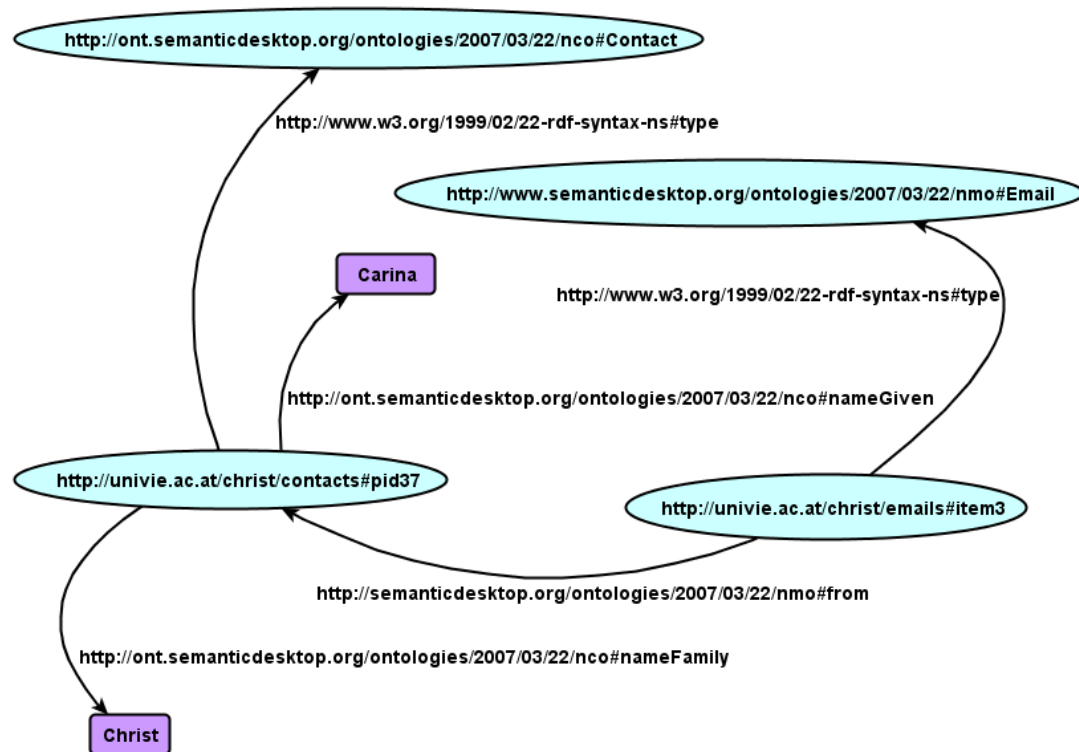 http://ont.semanticdesktop.org/ontologies/2007/03/22/nco#Contact
http://www.w3.org/1999/02/22-rdf-syntax-ns#type
http://www.semanticdesktop.org/ontologies/2007/03/22/nmo#Email
Carina
http://www.w3.org/1999/02/22-rdf-syntax-ns#type
http://ont.semanticdesktop.org/ontologies/2007/03/22/nco#nameGiven
http://univie.ac.at/christ/contacts#pid37
http://univie.ac.at/christ/emails#item3
http://semanticdesktop.org/ontologies/2007/03/22/nmo#from
http://ont.semanticdesktop.org/ontologies/2007/03/22/nco#nameFamily
Christ